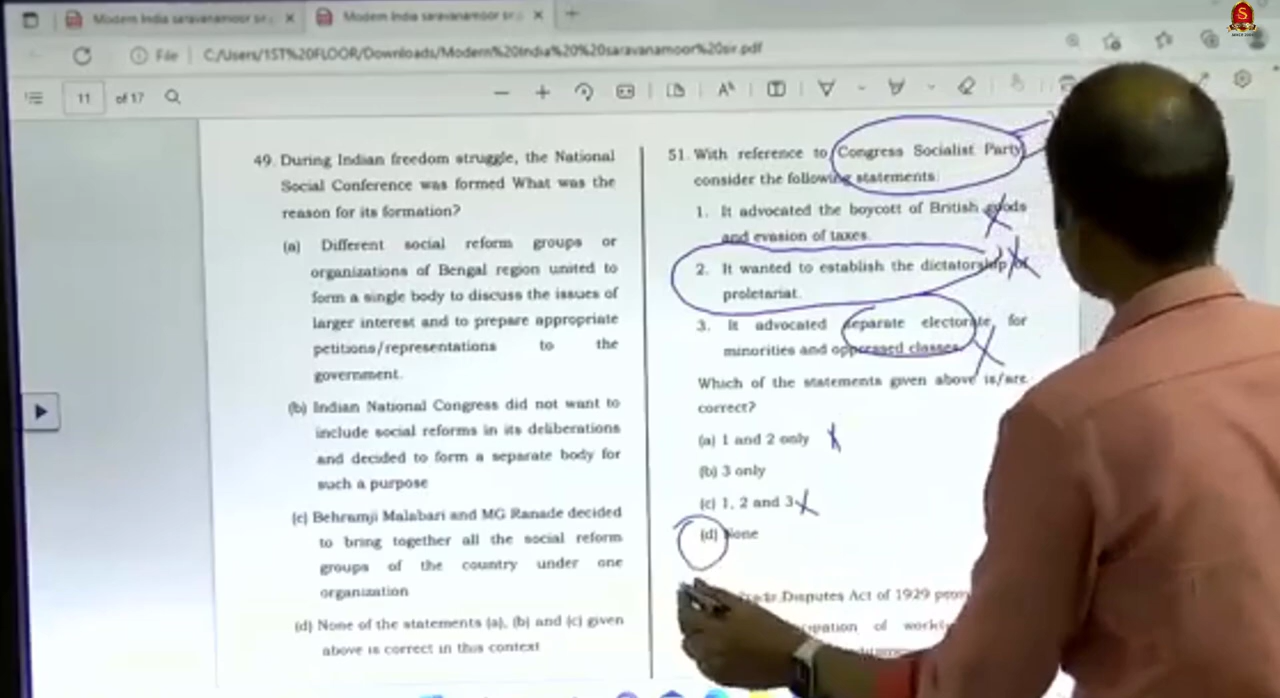 Modern India saravanamoor sir
Modern India saravanamoor sr
File C:/Users/1ST%20FLOOR/Downloads/Modern%20India%20%20saravanamoor%20sir.pdf
11 of 17
49. During Indian freedom struggle, the National
Social Conference was formed What was the
reason for its formation?
(a) Different social reform groups or
organizations of Bengal region united to
form a single body to discuss the issues of
larger interest and to prepare appropriate
petitions/representations to the
government.
(b) Indian National Congress did not want to
include social reforms in its deliberations
and decided to form a separate body for
such a purpose
(c) Behramji Malabari and MG Ranade decided
to bring together all the social reform
groups of the country under one
organization
(d) None of the statements (a), (b) and (c) given
above is correct in this context
51. With reference to Congress Socialist Party
consider the following statements
1. It advocated the boycott of British goods
and evasion of taxes.
2. It wanted to establish the dictatorship of
proletariat.
3. It advocated separate electorate for
minorities and oppressed classes.
Which of the statements given above is/are
correct?
(a) 1 and 2 only
(b) 3 only
(c) 1, 2 and 3
(d) None
Disputes Act of 1929
of